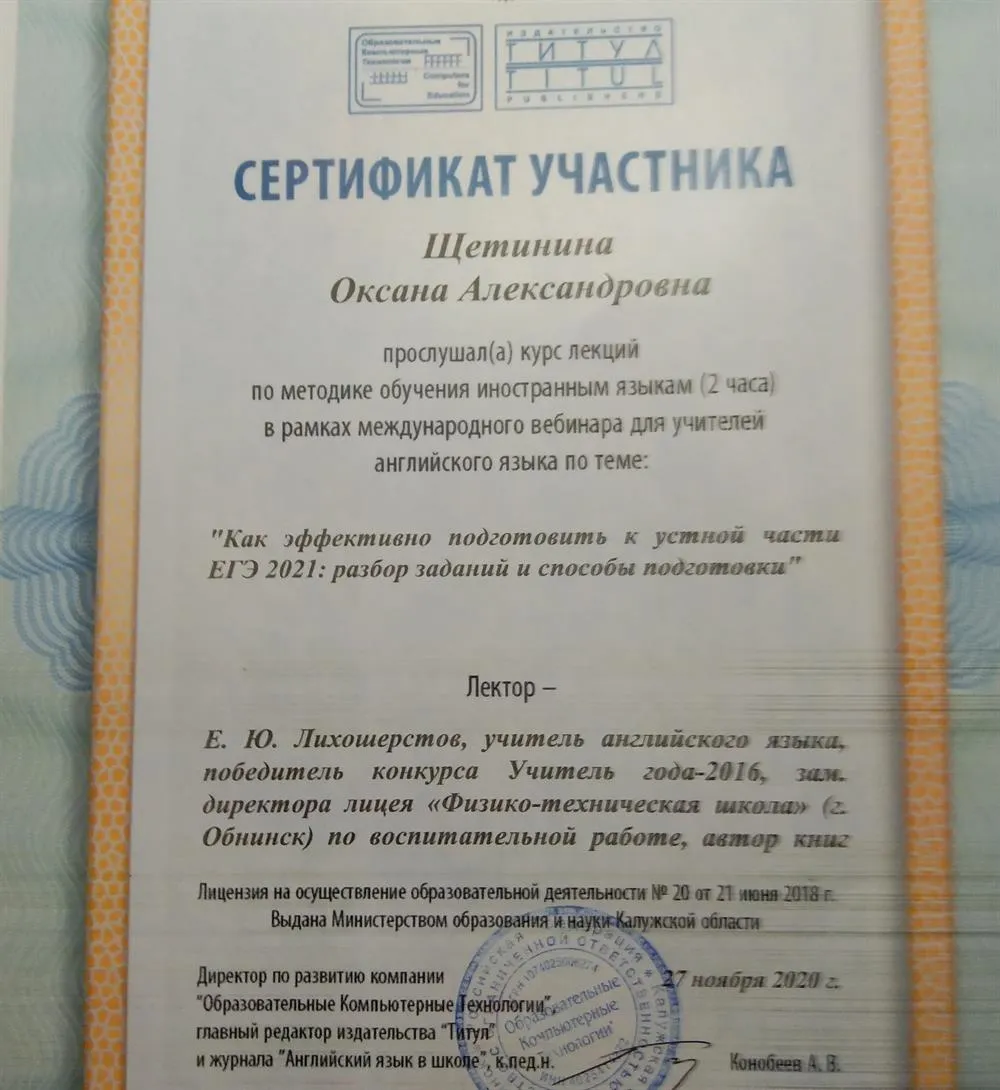 Образовательные
Компьютерные
Технологии
Computers
for
Education
ИЗДАТЕЛЬСТВО
ТИТУЛ
TITUL
PUBLISHERS
СЕРТИФИКАТ УЧАСТНИКА
Щетинина
Оксана Александровна
прослушал(а) курс лекций
по методике обучения иностранным языкам (2 часа)
в рамках международного вебинара для учителей
английского языка по теме:
"Как эффективно подготовить к устной части
ЕГЭ 2021: разбор заданий и способы подготовки"
Лектор –
Е. Ю. Лихошерстов, учитель английского языка,
победитель конкурса Учитель года-2016, зам.
директора лицея «Физико-техническая школа» (г.
Обнинск) по воспитательной работе, автор книг
Лицензия на осуществление образовательной деятельности № 20 от 21 июня 2018 г.
Выдана Министерством образования и науки Калужской области
Директор по развитию компании
27 ноября 2020 г.
"Образовательные Компьютерные Технологии",
главный редактор издательства "Титул"
и журнала "Английский язык в школе", к.пед.н.
Конобеев А. В.
Образовательные
Компьютерные
Технологии